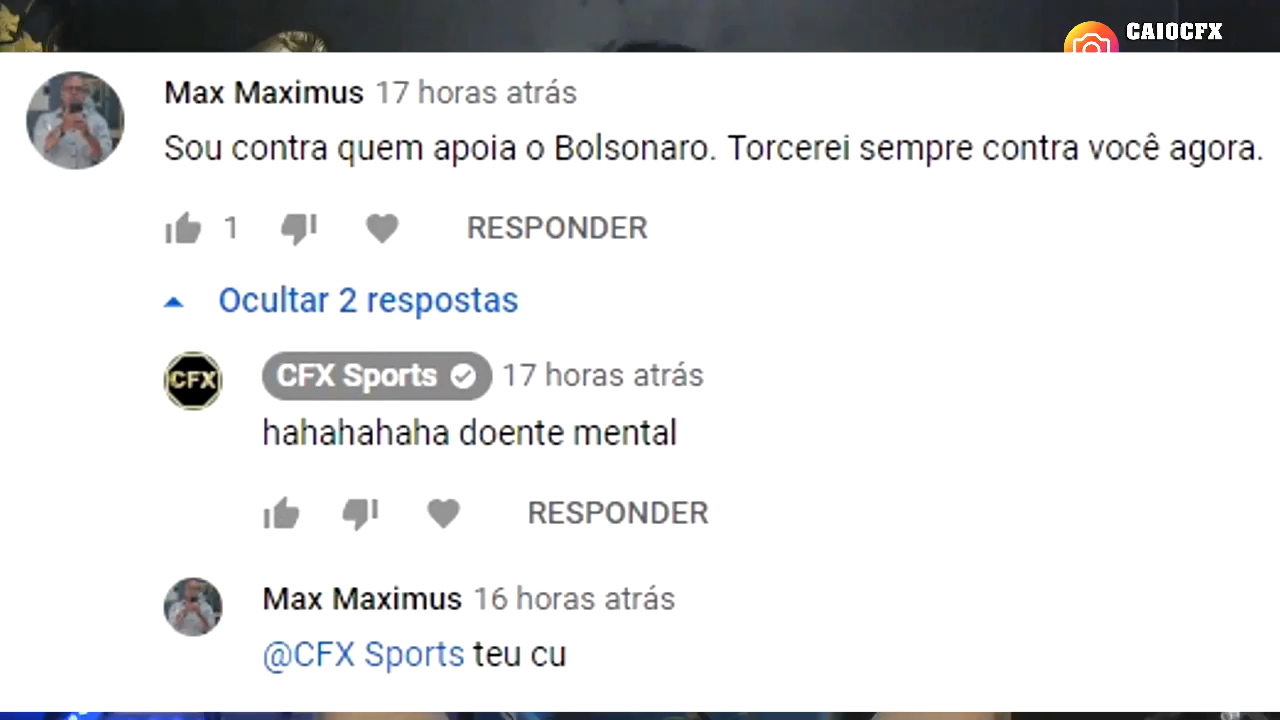 CAIOCFX
Max Maximus 17 horas atrás
Sou contra quem apoia o Bolsonaro. Torcerei sempre contra você agora.
1 RESPONDER
Ocultar 2 respostas
CFX
CFX Sports 17 horas atrás
hahahahaha doente mental
RESPONDER
Max Maximus 16 horas atrás
@CFX Sports teu cu